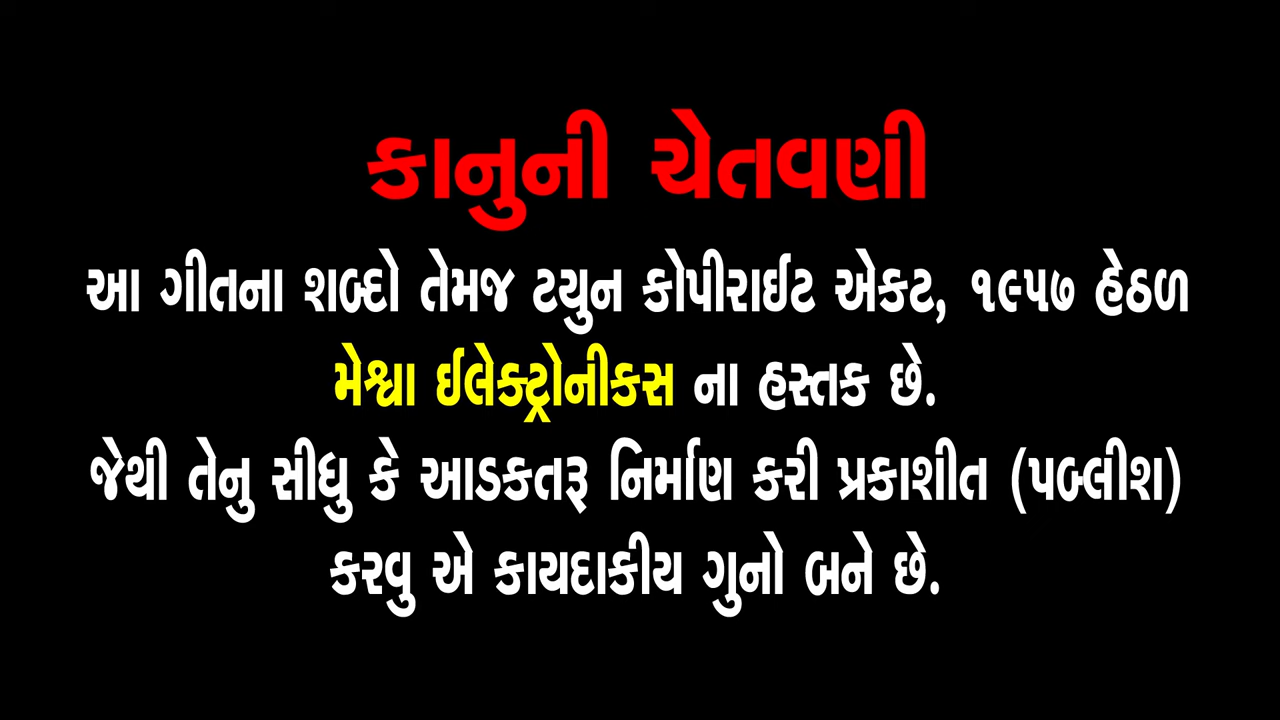 કાનુની ચેતવણી
આ ગીતના શબ્દો તેમજ ટયુન કોપીરાઈટ એકટ, ૧૯૫૭ હેઠળ
મેશ્વા ઈલેક્ટ્રોનીકસ ના હસ્તક છે.
જેથી તેનુ સીધુ કે આડકતરૂ નિર્માણ કરી પ્રકાશીત (પબ્લીશ)
કરવુ એ કાયદાકીય ગુનો બને છે.